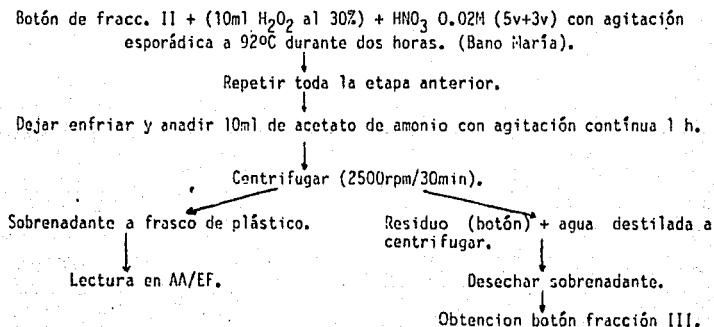 Botón de fracc. II + (10ml H₂O₂ al 30%) + HNO₃ 0.02M (5v+3v) con agitación
esporádica a 92ºC durante dos horas. (Bano María).
Repetir toda la etapa anterior.
Dejar enfriar y anadir 10ml de acetato de amonio con agitación contínua 1 h.
Centrifugar (2500rpm/30min).
Sobrenadante a frasco de plástico.
Residuo (botón) + agua destilada a
centrifugar.
Lectura en AA/EF.
Desechar sobrenadante.
Obtencion botón fracción III.